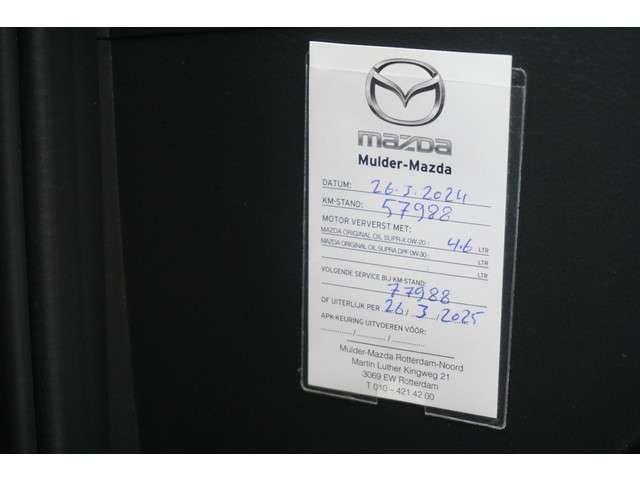 mazda
Mulder-Mazda
DATUM: 26-3-2024
KM-STAND: 57988
MOTOR VERVERST MET:
MAZDA ORIGINAL OIL SUPRA-X 0W-20 : 4.6 LTR
MAZDA ORIGINAL OIL SUPRA DPF 0W-30 : LTR
LTR
VOLGENDE SERVICE BIJ KM-STAND:
77988
OF UITERLIJK PER 26/3/2025
APK-KEURING UITVOEREN VÓÓR:
........../........../..........
Mulder-Mazda Rotterdam-Noord
Martin Luther Kingweg 21
3069 EW Rotterdam
T 010 – 421 42 00